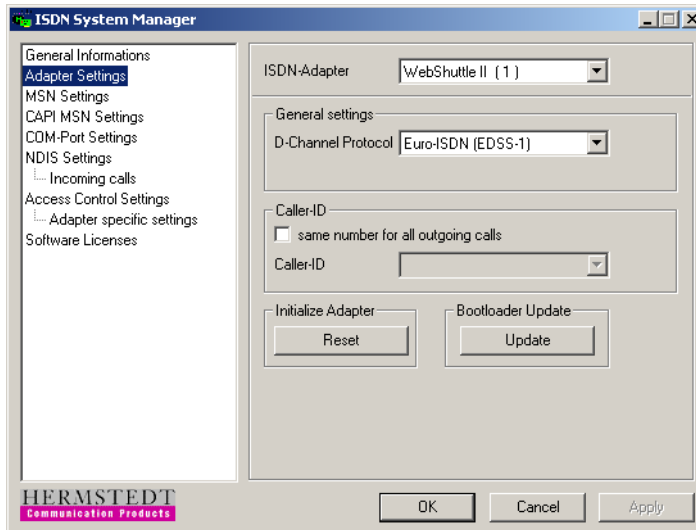 ISDN System Manager
General Informations
Adapter Settings
MSN Settings
CAPI MSN Settings
COM-Port Settings
NDIS Settings
Incoming calls
Access Control Settings
Adapter specific settings
Software Licenses
ISDN-Adapter WebShuttle II ( 1 )
General settings
D-Channel Protocol Euro-ISDN (EDSS-1)
Caller-ID
same number for all outgoing calls
Caller-ID
Initialize Adapter Bootloader Update
Reset Update
HERMSTEDT
Communication Products
OK Cancel Apply